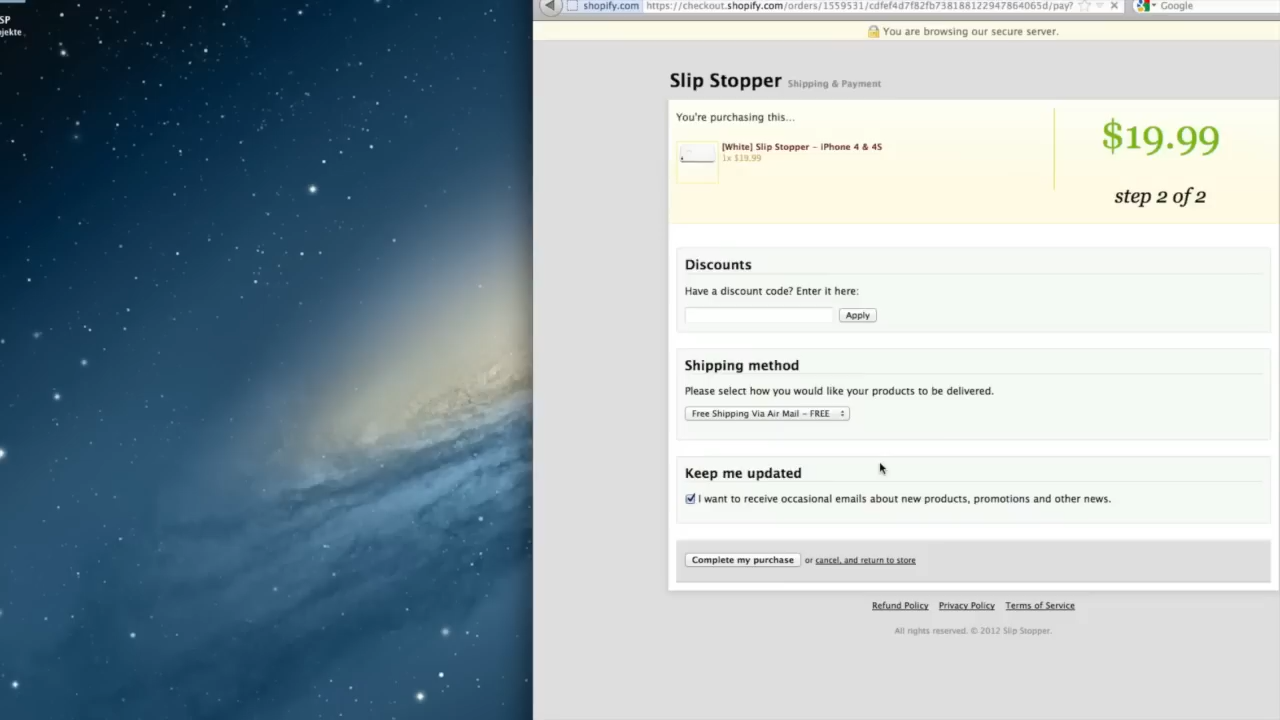 SP
jekte
shopify.com
https://checkout.shopify.com/orders/1559531/cdfef4d7f82fb738188122947864065d/pay?
Google
You are browsing our secure server.
Slip Stopper Shipping & Payment
You're purchasing this...
[White] Slip Stopper – iPhone 4 & 4S
1x $19.99
$19.99
step 2 of 2
Discounts
Have a discount code? Enter it here:
Apply
Shipping method
Please select how you would like your products to be delivered.
Free Shipping Via Air Mail – FREE
Keep me updated
I want to receive occasional emails about new products, promotions and other news.
Complete my purchase or cancel, and return to store
Refund Policy Privacy Policy Terms of Service
All rights reserved. © 2012 Slip Stopper.